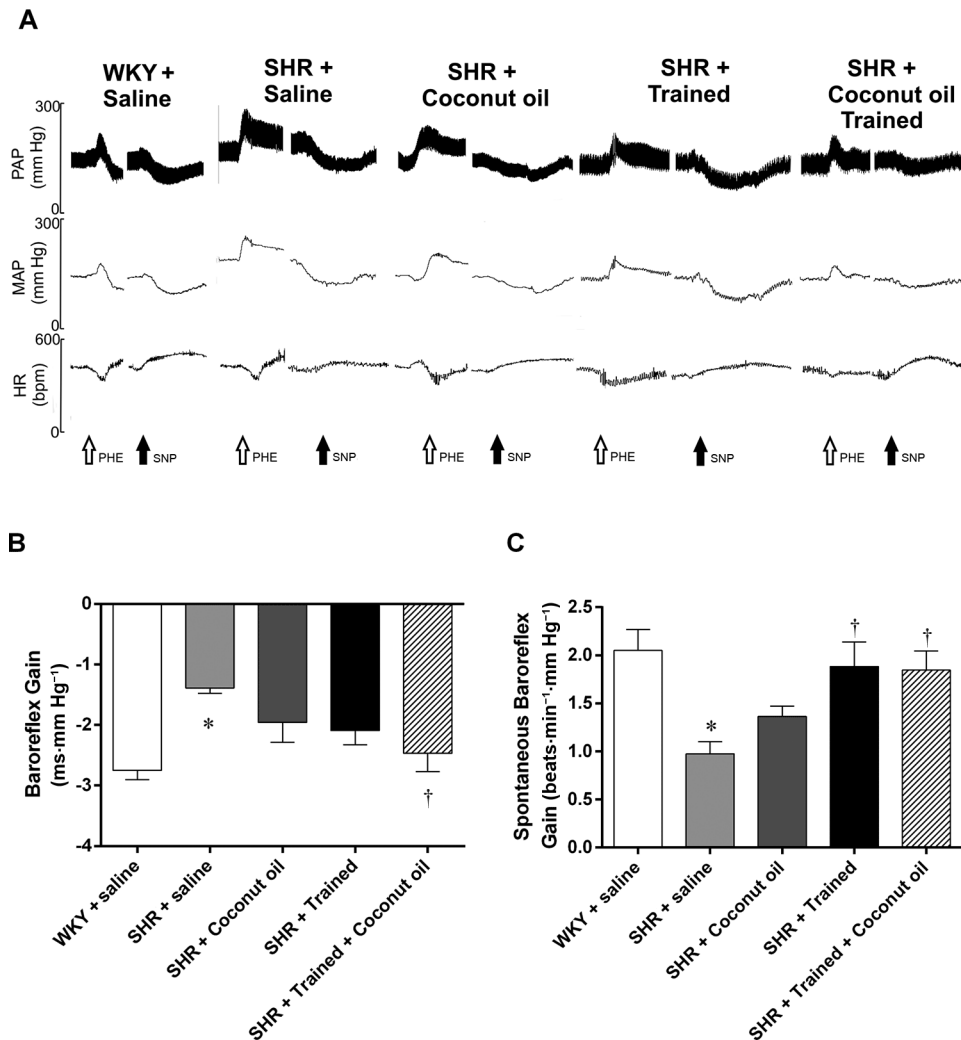 A
WKY +
Saline
SHR +
Saline
SHR +
Coconut oil
SHR +
Trained
SHR +
Coconut oil
Trained
300
PAP
(mm Hg)
0
300
MAP
(mm Hg)
0
600
HR
(bpm)
0
PHE SNP PHE SNP PHE SNP PHE SNP PHE SNP
B
Baroreflex Gain
(ms·mm Hg⁻¹)
0
-1
-2
-3
-4
*
†
WKY + saline
SHR + saline
SHR + Coconut oil
SHR + Trained
SHR + Trained + Coconut oil
C
Spontaneous Baroreflex
Gain (beats·min⁻¹·mm Hg⁻¹)
2.5
2.0
1.5
1.0
0.5
0.0
*
†
†
WKY + saline
SHR + saline
SHR + Coconut oil
SHR + Trained
SHR + Trained + Coconut oil